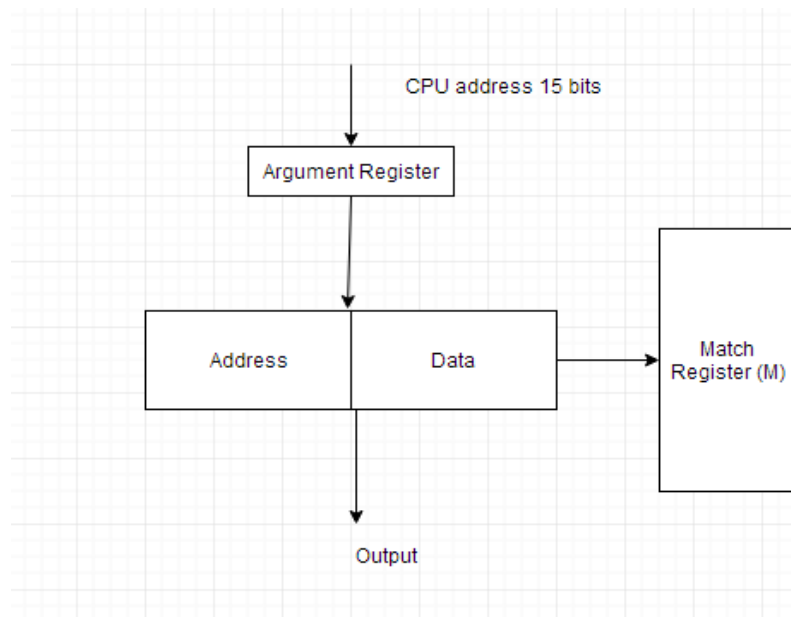 CPU address 15 bits
Argument Register
Address
Data
Match
Register (M)
Output